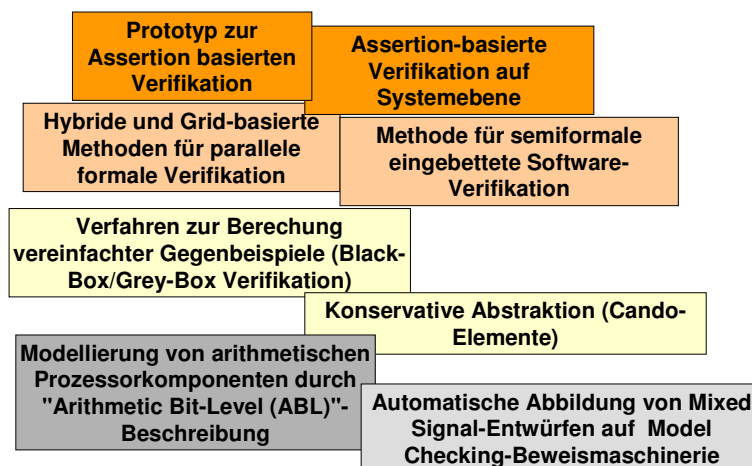 Prototyp zur
Assertion basierten
Verifikation
Assertion-basierte
Verifikation auf
Systemebene
Hybride und Grid-basierte
Methoden für parallele
formale Verifikation
Methode für semiformale
eingebettete Software-
Verifikation
Verfahren zur Berechung
vereinfachter Gegenbeispiele (Black-
Box/Grey-Box Verifikation)
Konservative Abstraktion (Cando-
Elemente)
Modellierung von arithmetischen
Prozessorkomponenten durch
"Arithmetic Bit-Level (ABL)"-
Beschreibung
Automatische Abbildung von Mixed
Signal-Entwürfen auf Model
Checking-Beweismaschinerie